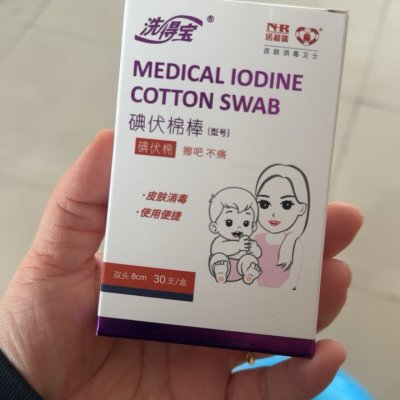 洗得宝®
N·R
诺福瑞
皮肤消毒卫士
MEDICAL IODINE
COTTON SWAB
碘伏棉棒(型号)
碘伏棉 擦吧不痛
·皮肤消毒
·使用便捷
双头 8cm 30支/盒